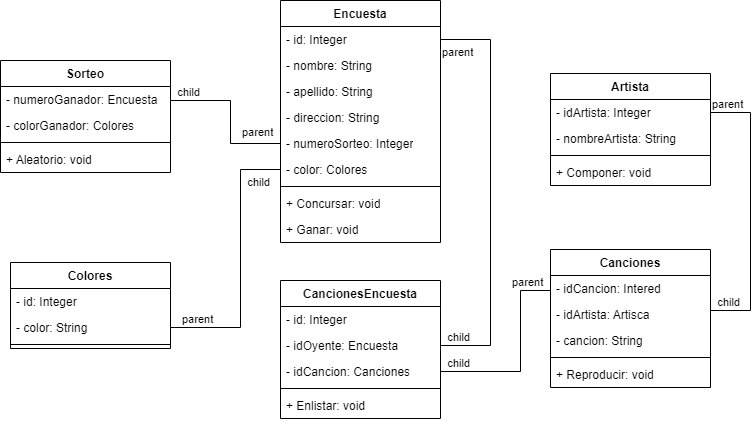 Encuesta
- id: Integer
- nombre: String
- apellido: String
- direccion: String
- numeroSorteo: Integer
- color: Colores
+ Concursar: void
+ Ganar: void
parent
Sorteo
- numeroGanador: Encuesta
- colorGanador: Colores
+ Aleatorio: void
child
parent
child
Artista
- idArtista: Integer
- nombreArtista: String
+ Componer: void
parent
Colores
- id: Integer
- color: String
parent
CancionesEncuesta
- id: Integer
- idOyente: Encuesta
- idCancion: Canciones
+ Enlistar: void
child
child
parent
Canciones
- idCancion: Intered
- idArtista: Artisca
- cancion: String
+ Reproducir: void
child